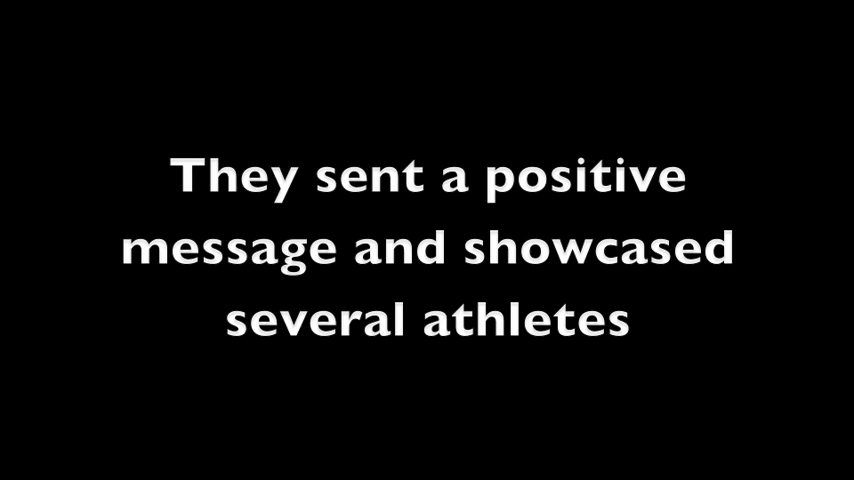 They sent a positive
message and showcased
several athletes